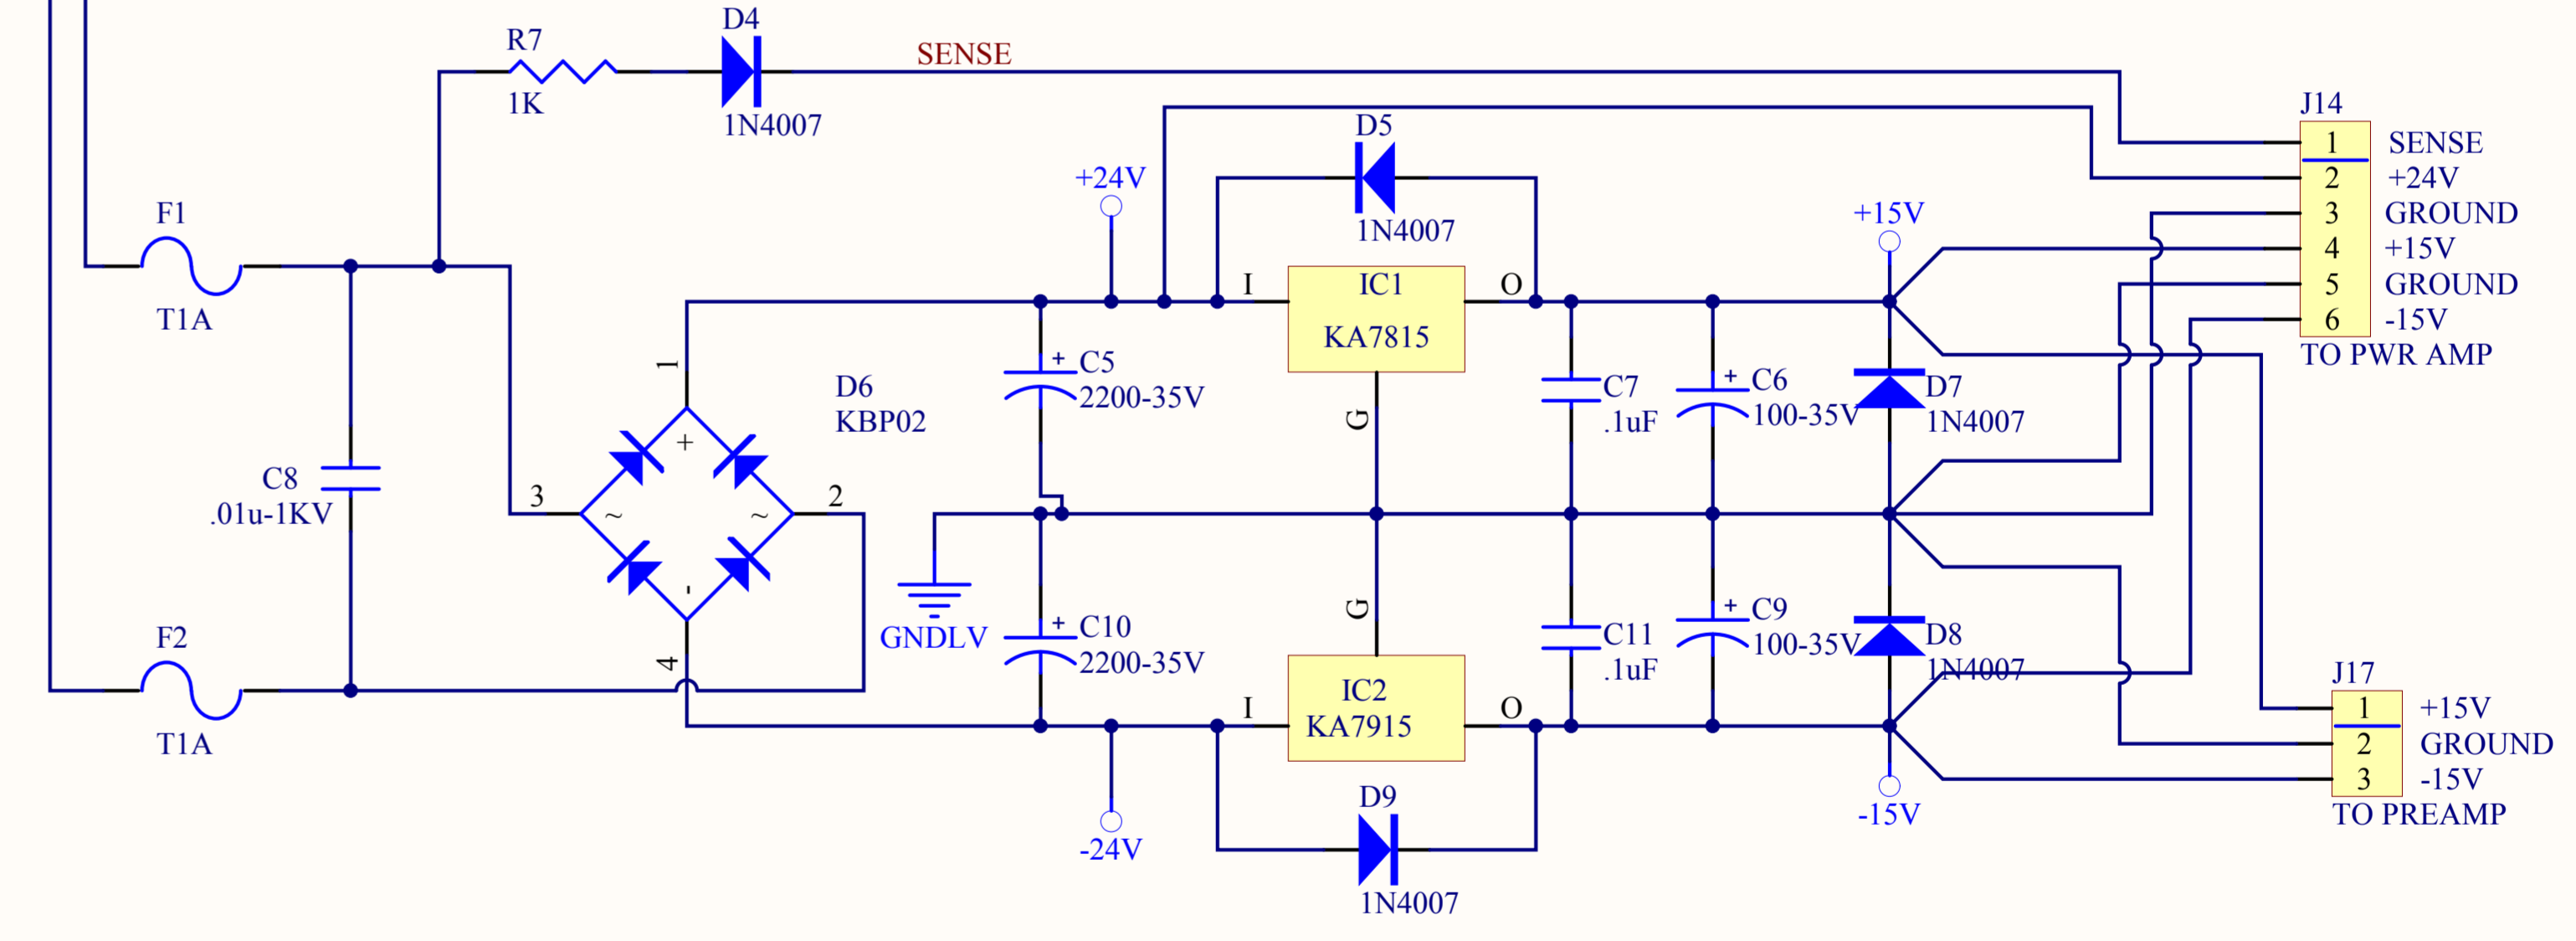 D4
R7
SENSE
1K
1N4007
J14
1 SENSE
2 +24V
3 GROUND
4 +15V
5 GROUND
6 -15V
TO PWR AMP
D5
1N4007
+24V
+15V
F1
T1A
I
IC1
O
KA7815
G
1
D6
KBP02
+
C5
2200-35V
+
C7
.1uF
+
C6
100-35V
D7
1N4007
C8
.01u-1KV
3
~
~
2
+
-
4
GNDLV
G
C10
2200-35V
+
C11
.1uF
+
C9
100-35V
D8
1N4007
F2
T1A
I
IC2
O
KA7915
J17
1 +15V
2 GROUND
3 -15V
TO PREAMP
-24V
-15V
D9
1N4007